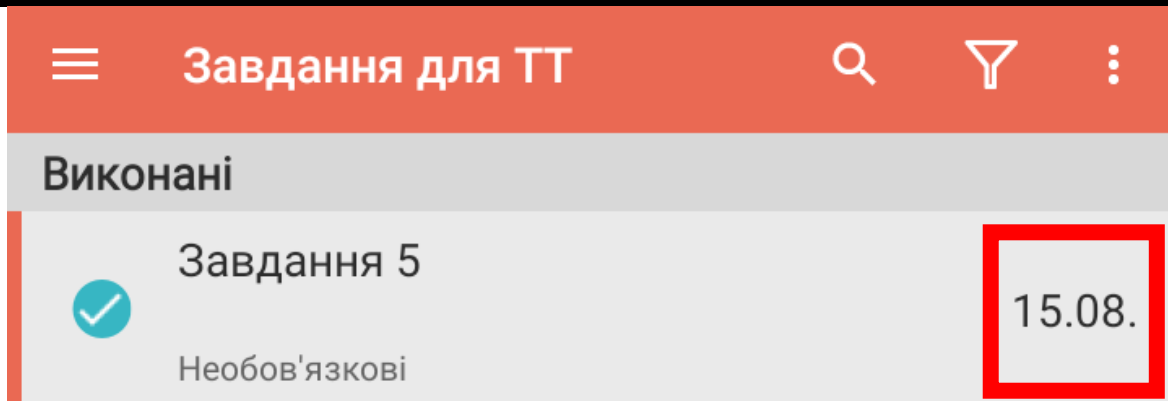 Завдання для ТТ
Виконані
Завдання 5
15.08.
Необов'язкові